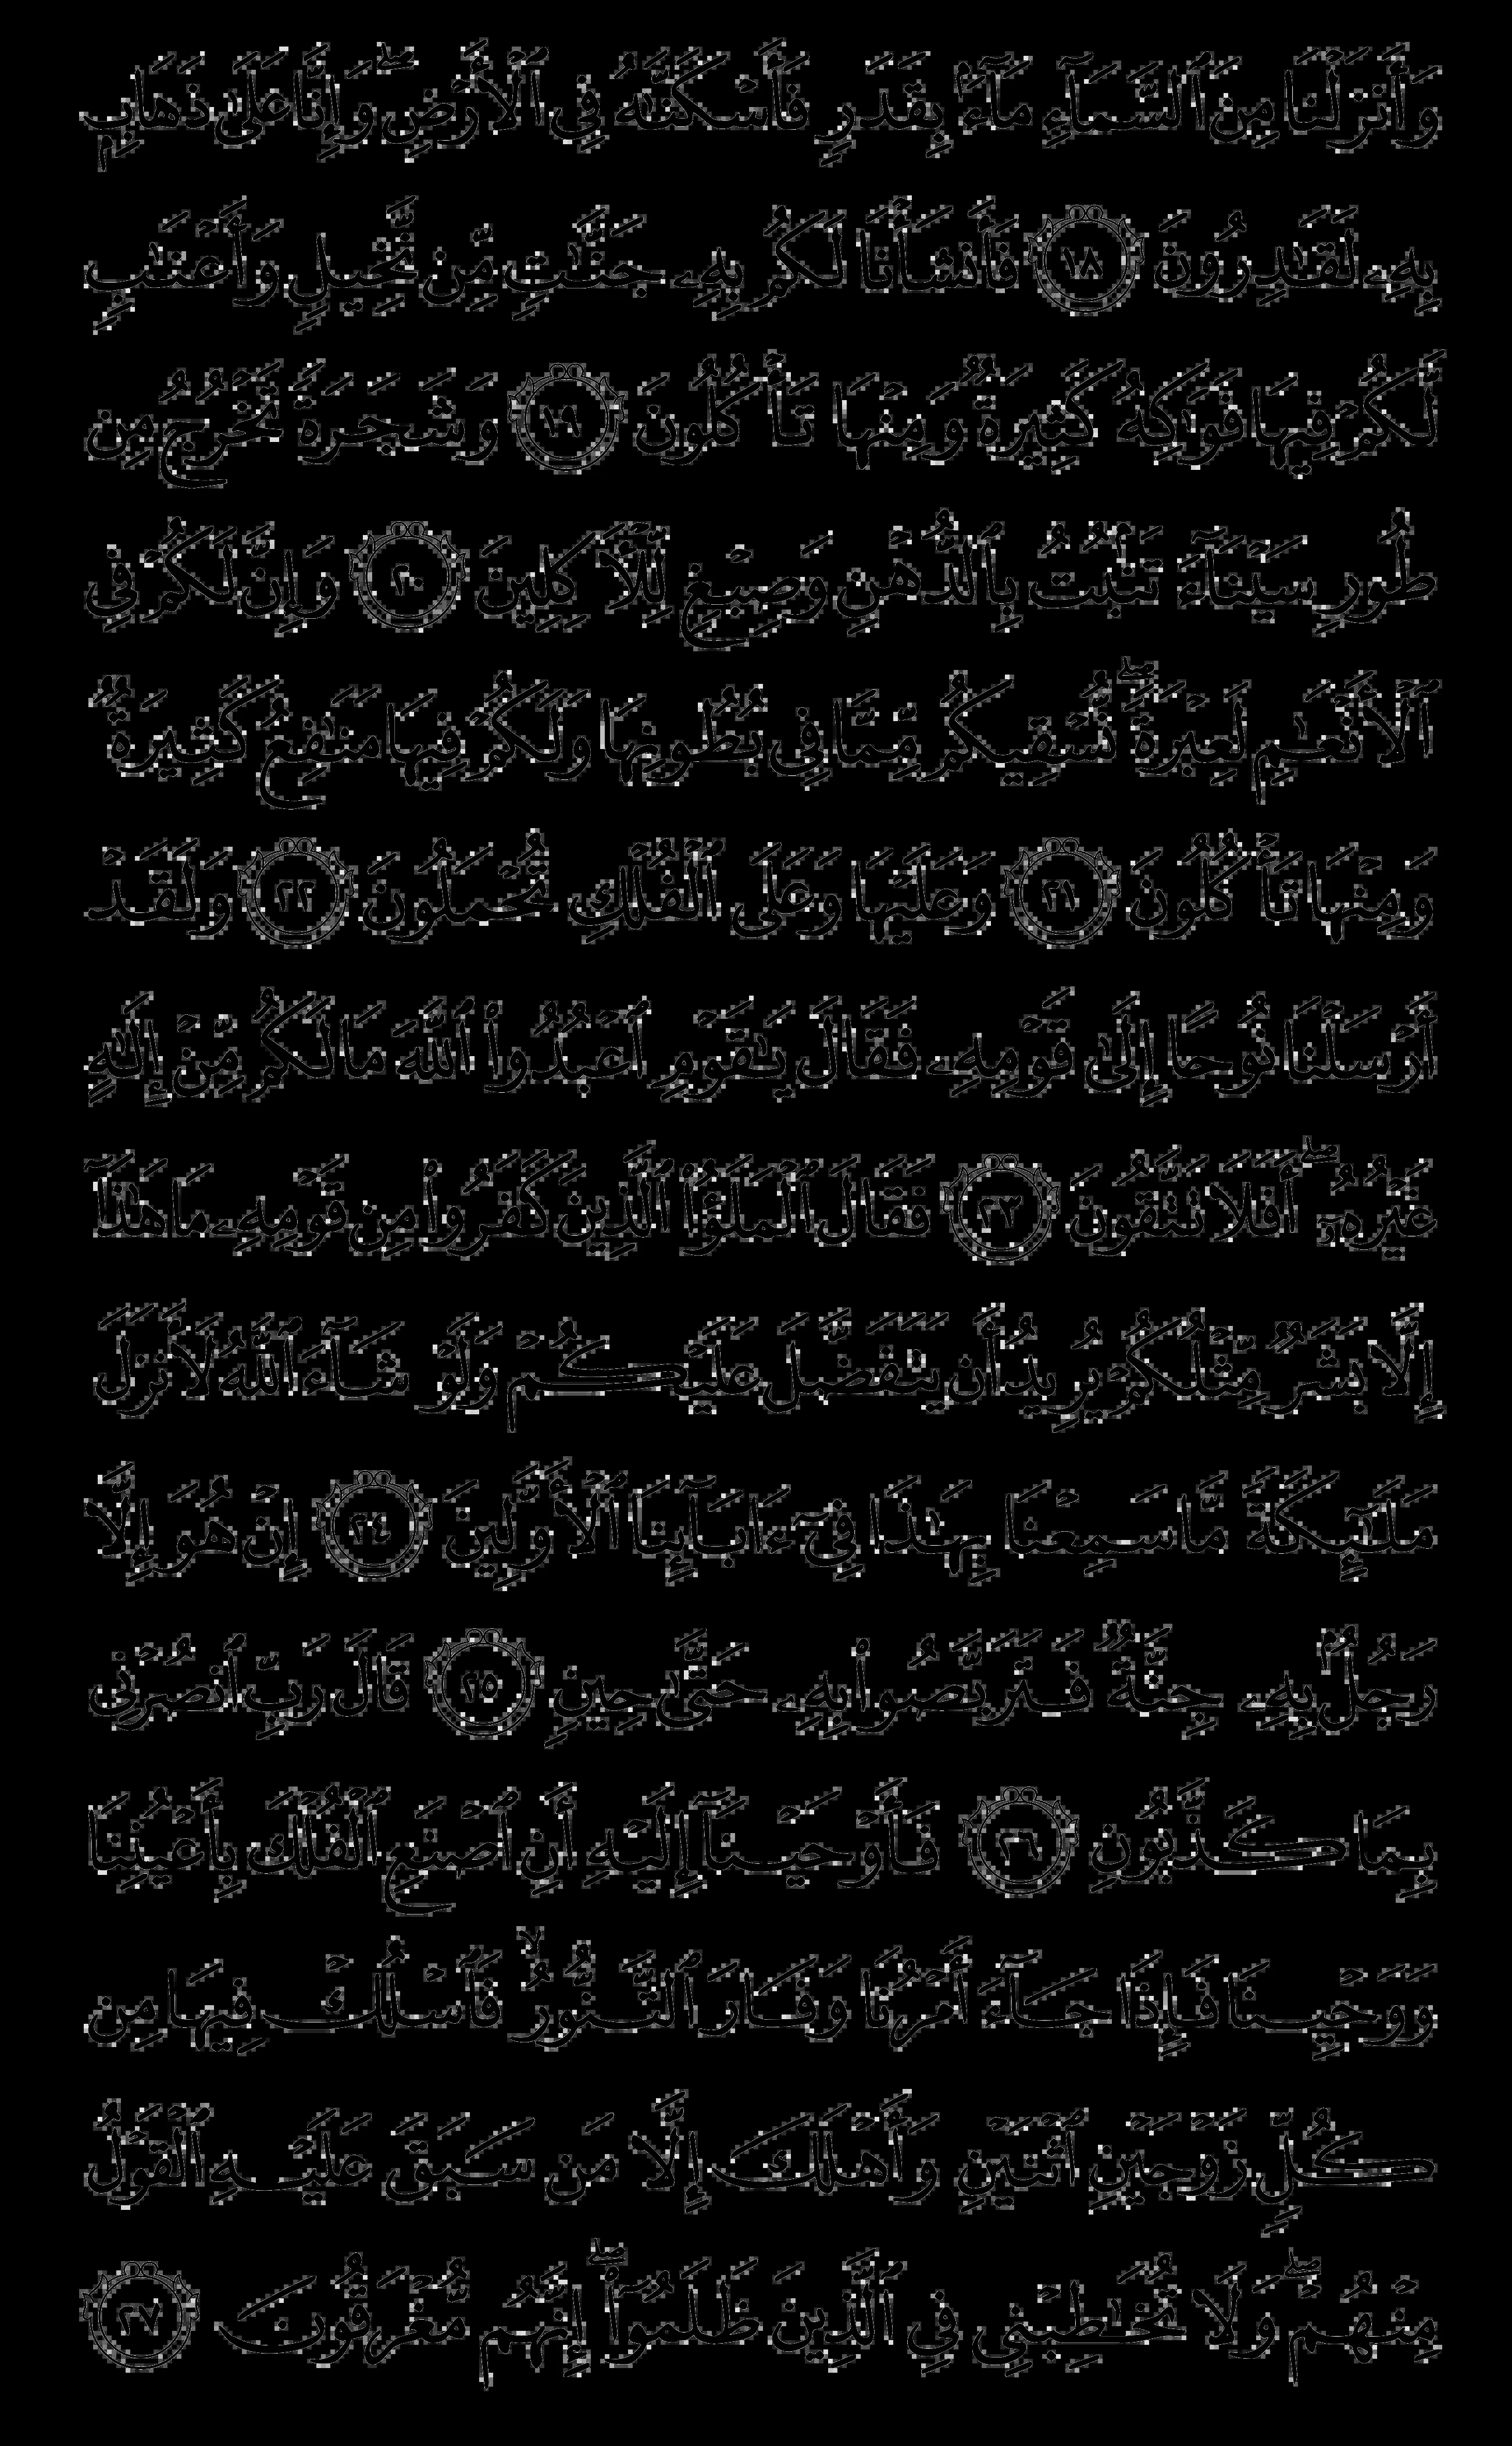 وَأَنزَلْنَا مِنَ ٱلسَّمَآءِ مَآءًۢ بِقَدَرٍ فَأَسْكَنَّـٰهُ فِى ٱلْأَرْضِ ۖ وَإِنَّا عَلَىٰ ذَهَابٍۭ
بِهِۦ لَقَـٰدِرُونَ ١٨ فَأَنشَأْنَا لَكُم بِهِۦ جَنَّـٰتٍ مِّن نَّخِيلٍ وَأَعْنَـٰبٍ
لَّكُمْ فِيهَا فَوَٰكِهُ كَثِيرَةٌ وَمِنْهَا تَأْكُلُونَ ١٩ وَشَجَرَةً تَخْرُجُ مِن
طُورِ سَيْنَآءَ تَنۢبُتُ بِٱلدُّهْنِ وَصِبْغٍ لِّلْـَٔاكِلِينَ ٢٠ وَإِنَّ لَكُمْ فِى
ٱلْأَنْعَـٰمِ لَعِبْرَةً ۖ نُّسْقِيكُم مِّمَّا فِى بُطُونِهَا وَلَكُمْ فِيهَا مَنَـٰفِعُ كَثِيرَةٌ
وَمِنْهَا تَأْكُلُونَ ٢١ وَعَلَيْهَا وَعَلَى ٱلْفُلْكِ تُحْمَلُونَ ٢٢ وَلَقَدْ
أَرْسَلْنَا نُوحًا إِلَىٰ قَوْمِهِۦ فَقَالَ يَـٰقَوْمِ ٱعْبُدُوا۟ ٱللَّهَ مَا لَكُم مِّنْ إِلَـٰهٍ
غَيْرُهُۥٓ ۖ أَفَلَا تَتَّقُونَ ٢٣ فَقَالَ ٱلْمَلَؤُا۟ ٱلَّذِينَ كَفَرُوا۟ مِن قَوْمِهِۦ مَا هَـٰذَآ
إِلَّا بَشَرٌ مِّثْلُكُمْ يُرِيدُ أَن يَتَفَضَّلَ عَلَيْكُمْ وَلَوْ شَآءَ ٱللَّهُ لَأَنزَلَ
مَلَـٰٓئِكَةً مَّا سَمِعْنَا بِهَـٰذَا فِىٓ ءَابَآئِنَا ٱلْأَوَّلِينَ ٢٤ إِنْ هُوَ إِلَّا
رَجُلٌۢ بِهِۦ جِنَّةٌ فَتَرَبَّصُوا۟ بِهِۦ حَتَّىٰ حِينٍ ٢٥ قَالَ رَبِّ ٱنصُرْنِى
بِمَا كَذَّبُونِ ٢٦ فَأَوْحَيْنَآ إِلَيْهِ أَنِ ٱصْنَعِ ٱلْفُلْكَ بِأَعْيُنِنَا
وَوَحْيِنَا فَإِذَا جَآءَ أَمْرُنَا وَفَارَ ٱلتَّنُّورُ ۙ فَٱسْلُكْ فِيهَا مِن
كُلٍّ زَوْجَيْنِ ٱثْنَيْنِ وَأَهْلَكَ إِلَّا مَن سَبَقَ عَلَيْهِ ٱلْقَوْلُ
مِنْهُمْ ۖ وَلَا تُخَـٰطِبْنِى فِى ٱلَّذِينَ ظَلَمُوٓا۟ ۖ إِنَّهُم مُّغْرَقُونَ ٢٧